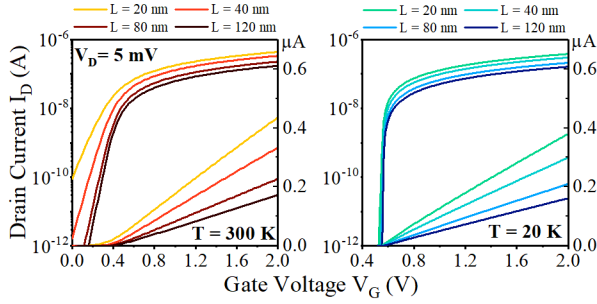 L = 20 nm L = 40 nm
L = 80 nm L = 120 nm
L = 20 nm L = 40 nm
L = 80 nm L = 120 nm
Drain Current I_D (A)
10⁻⁶
10⁻⁸
10⁻¹⁰
10⁻¹²
V_D= 5 mV
T = 300 K
µA
0.6
0.4
0.2
0.0
0.0 0.4 0.8 1.2 1.6 2.0
10⁻⁶
10⁻⁸
10⁻¹⁰
10⁻¹²
T = 20 K
µA
0.6
0.4
0.2
0.0
0.4 0.8 1.2 1.6 2.0
Gate Voltage V_G (V)